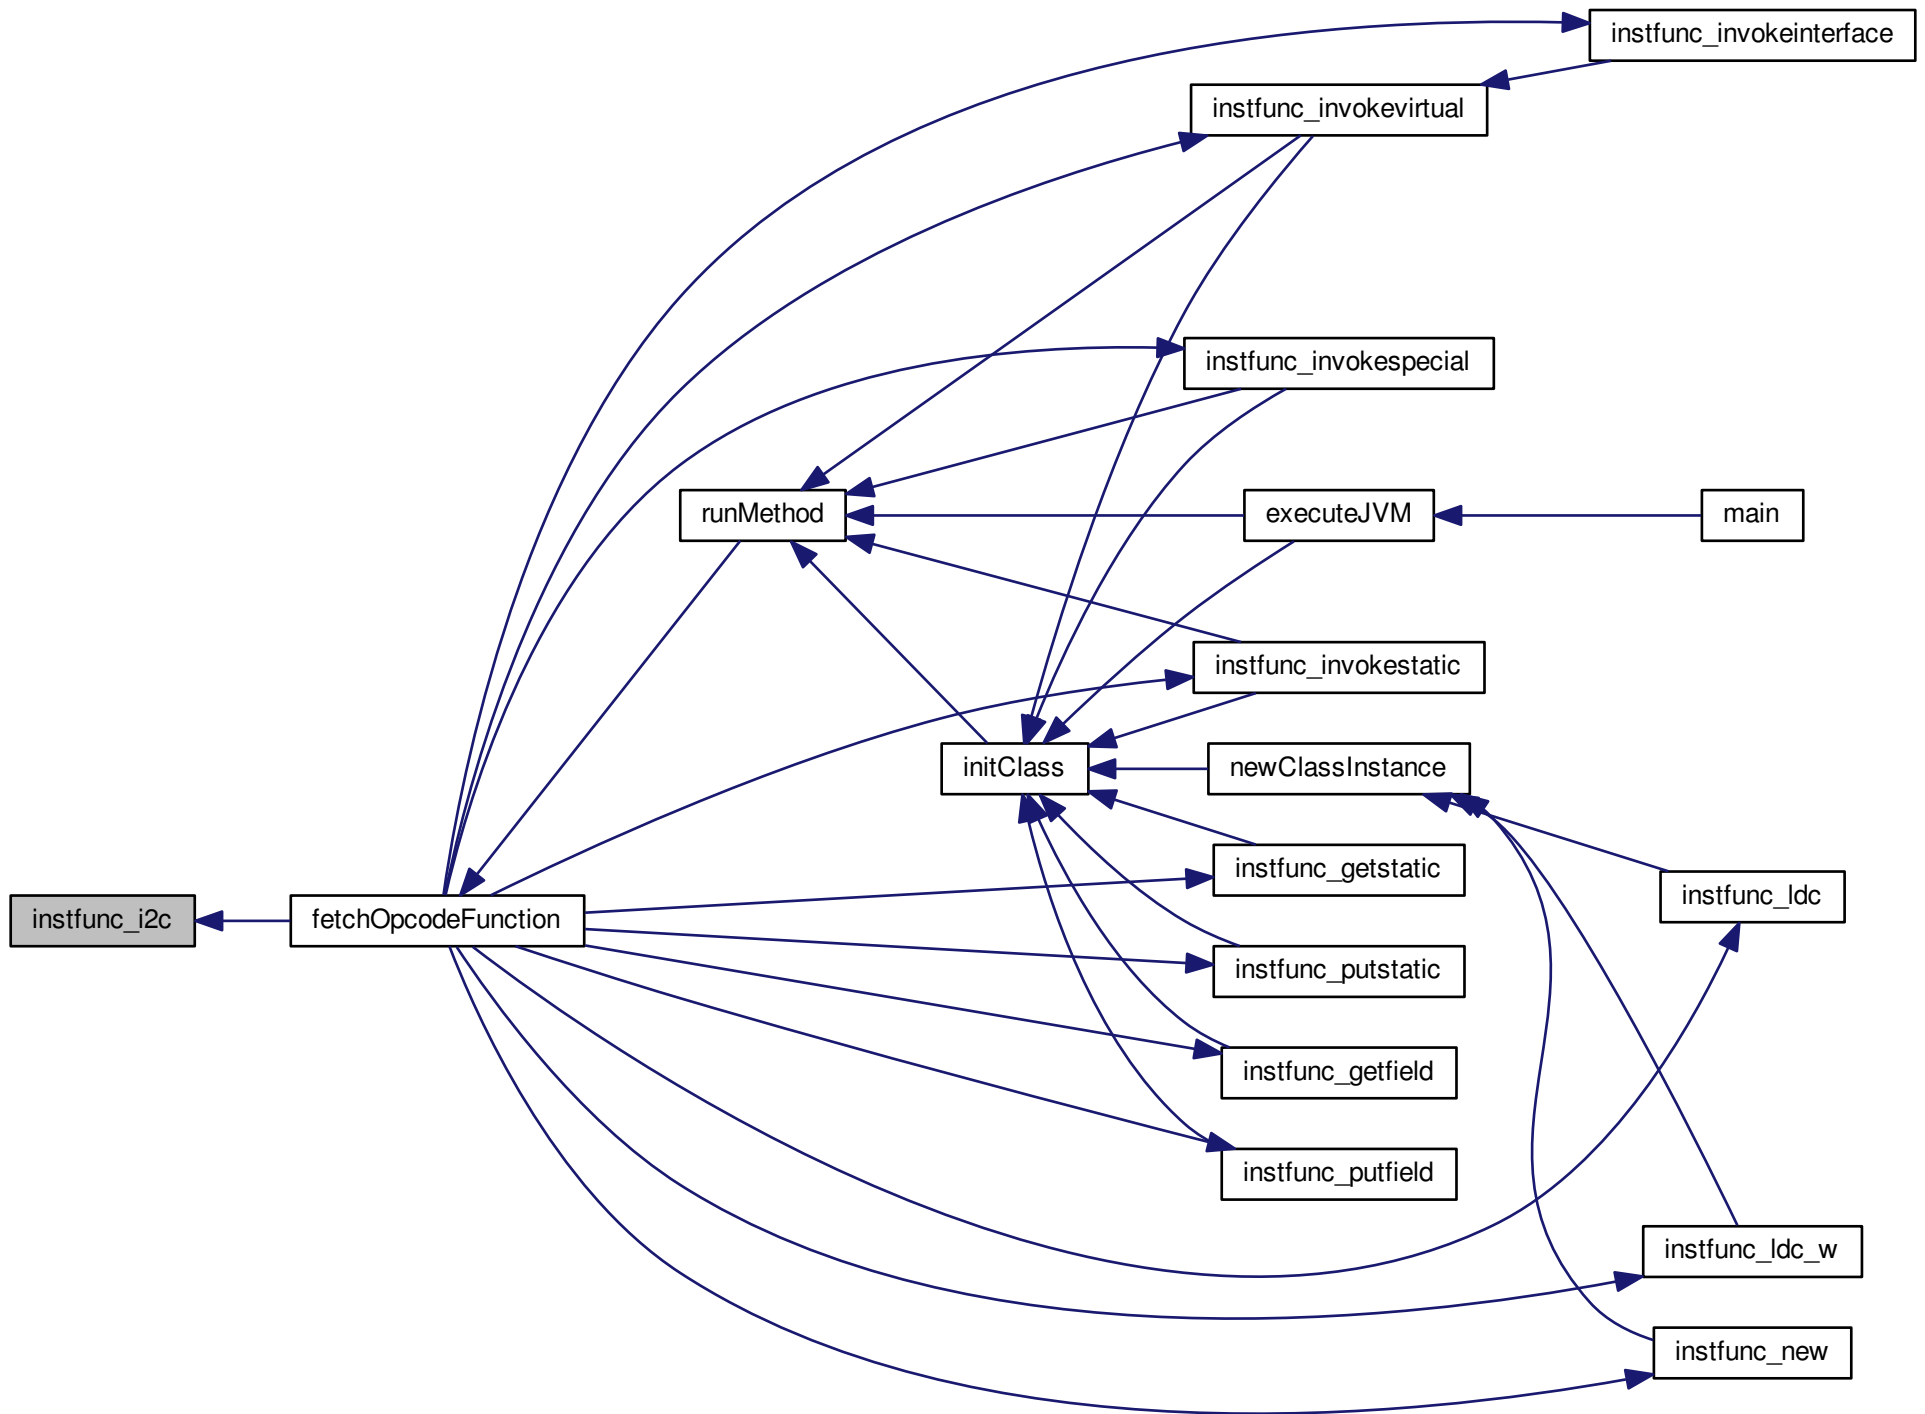 instfunc_invokeinterface
instfunc_invokevirtual
instfunc_invokespecial
runMethod
executeJVM
main
instfunc_invokestatic
initClass
newClassInstance
instfunc_getstatic
instfunc_ldc
instfunc_i2c
fetchOpcodeFunction
instfunc_putstatic
instfunc_getfield
instfunc_putfield
instfunc_ldc_w
instfunc_new